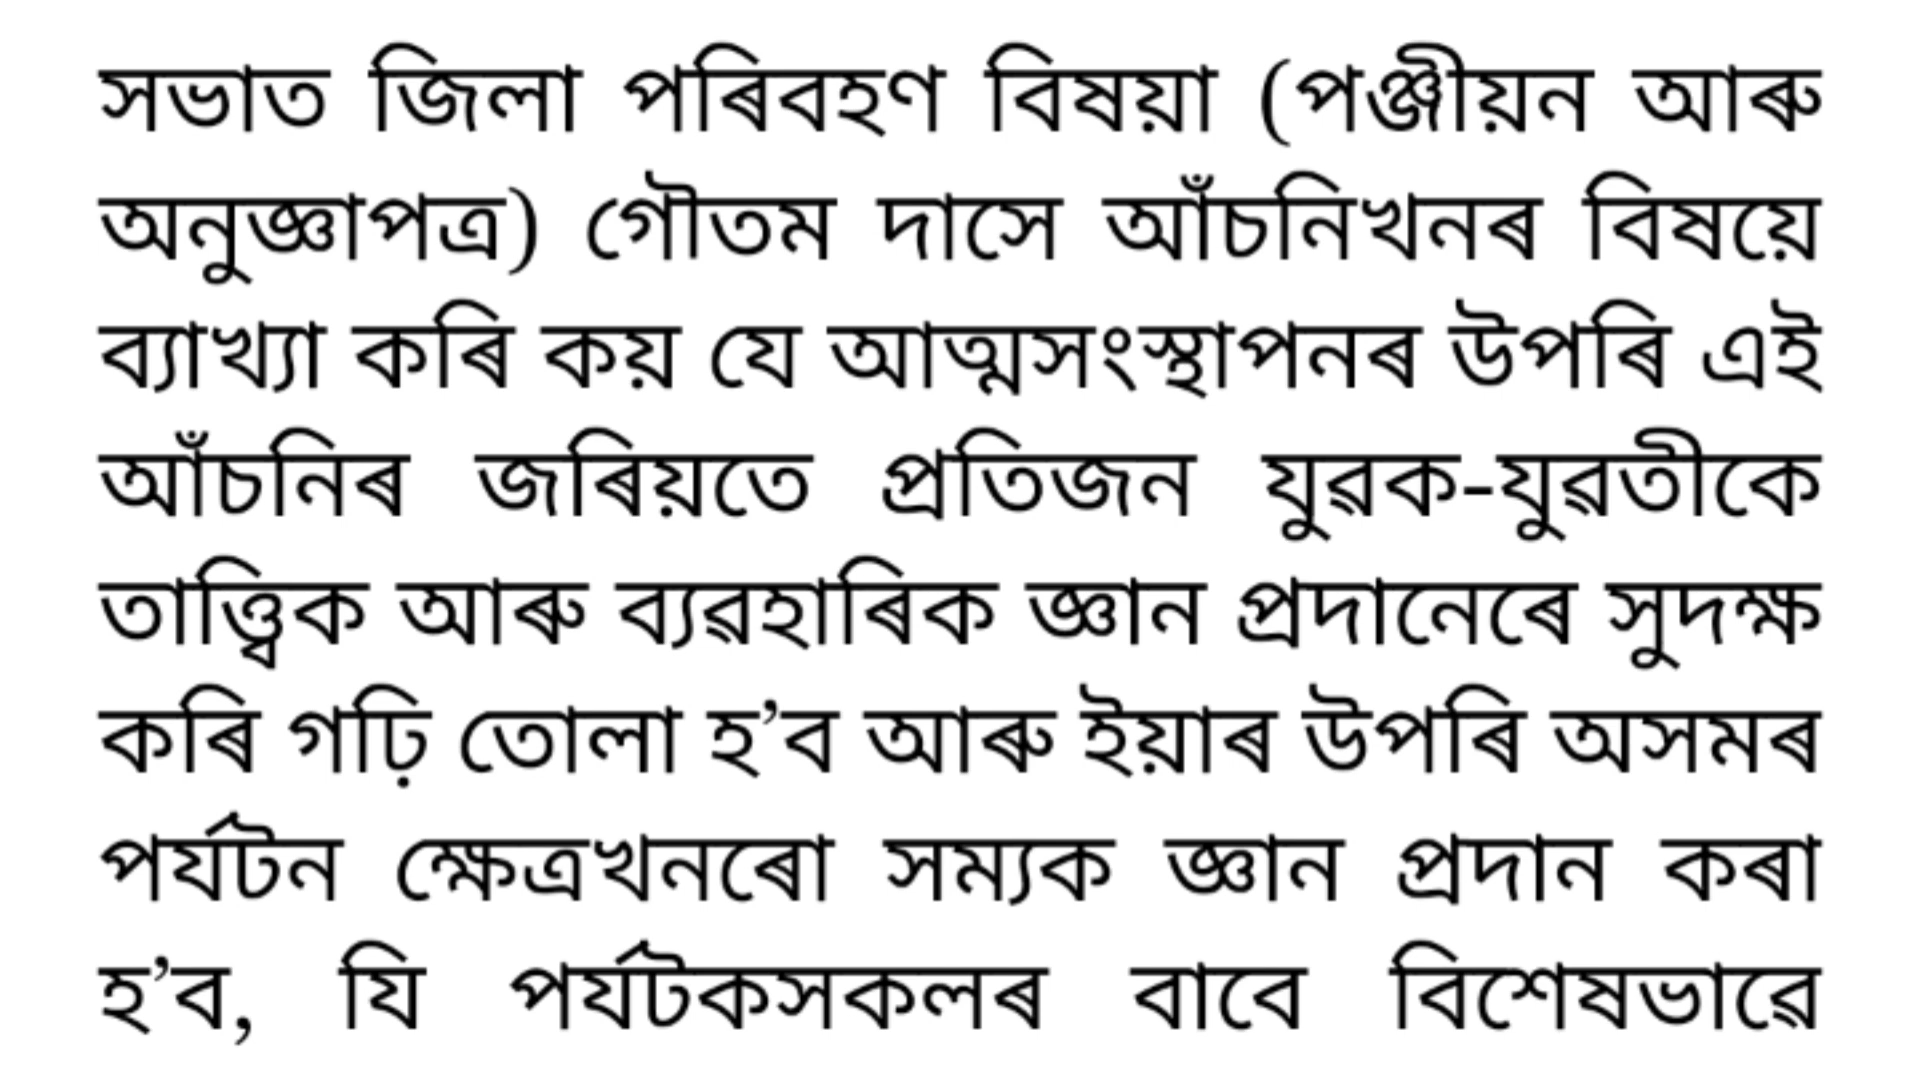 সভাত জিলা পৰিবহণ বিষয়া (পঞ্জীয়ন আৰু
অনুজ্ঞাপত্ৰ) গৌতম দাসে আঁচনিখনৰ বিষয়ে
ব্যাখ্যা কৰি কয় যে আত্মসংস্থাপনৰ উপৰি এই
আঁচনিৰ জৰিয়তে প্ৰতিজন যুৱক-যুৱতীকে
তাত্ত্বিক আৰু ব্যৱহাৰিক জ্ঞান প্ৰদানেৰে সুদক্ষ
কৰি গঢ়ি তোলা হ’ব আৰু ইয়াৰ উপৰি অসমৰ
পৰ্যটন ক্ষেত্ৰখনৰো সম্যক জ্ঞান প্ৰদান কৰা
হ’ব, যি পৰ্যটকসকলৰ বাবে বিশেষভাৱে